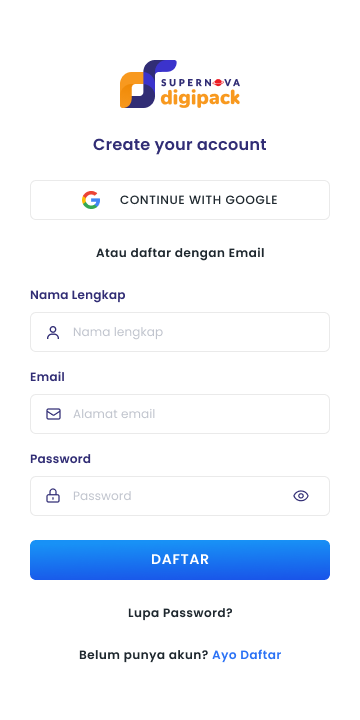 SUPERNOVA
digipack
Create your account
CONTINUE WITH GOOGLE
Atau daftar dengan Email
Nama Lengkap
Nama lengkap
Email
Alamat email
Password
Password
DAFTAR
Lupa Password?
Belum punya akun? Ayo Daftar